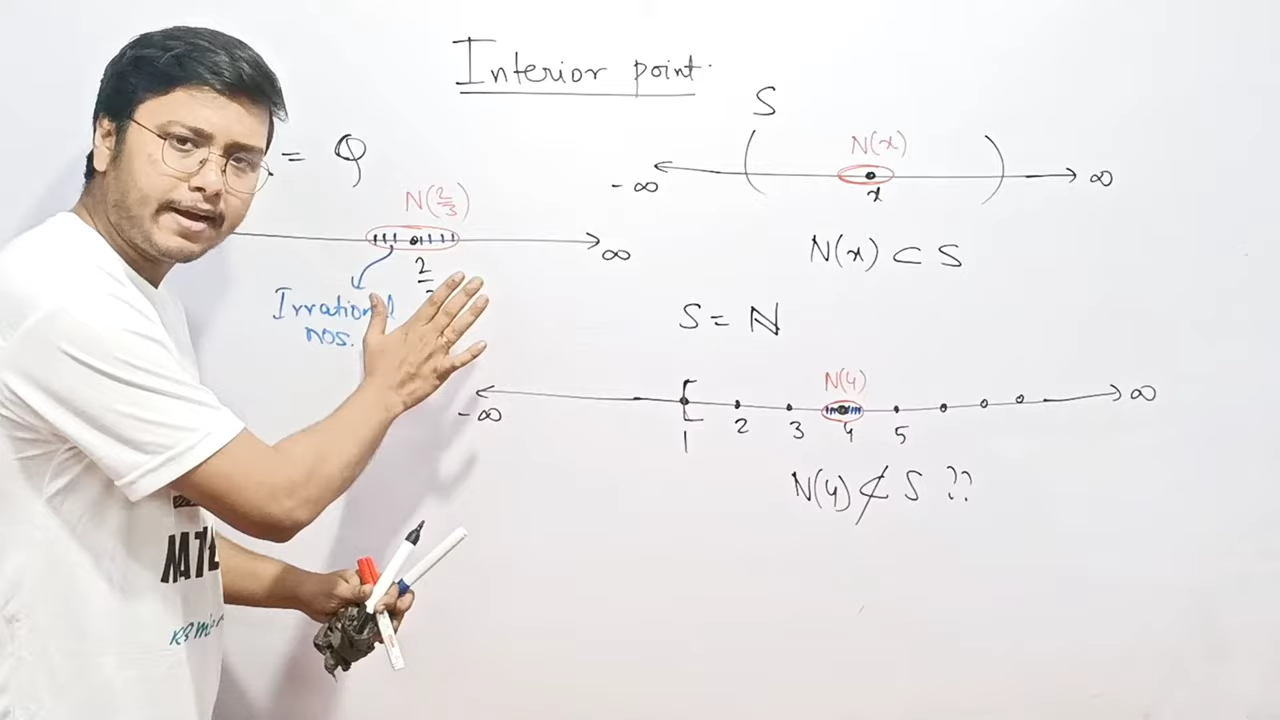 Interior point.
= Q
N(2/3)
∞
2
Irrational
nos.
S
N(x)
-∞ ∞
x
N(x) ⊂ S
S = ℕ
N(4)
-∞ ∞
1 2 3 4 5
N(4) ⊄ S ??